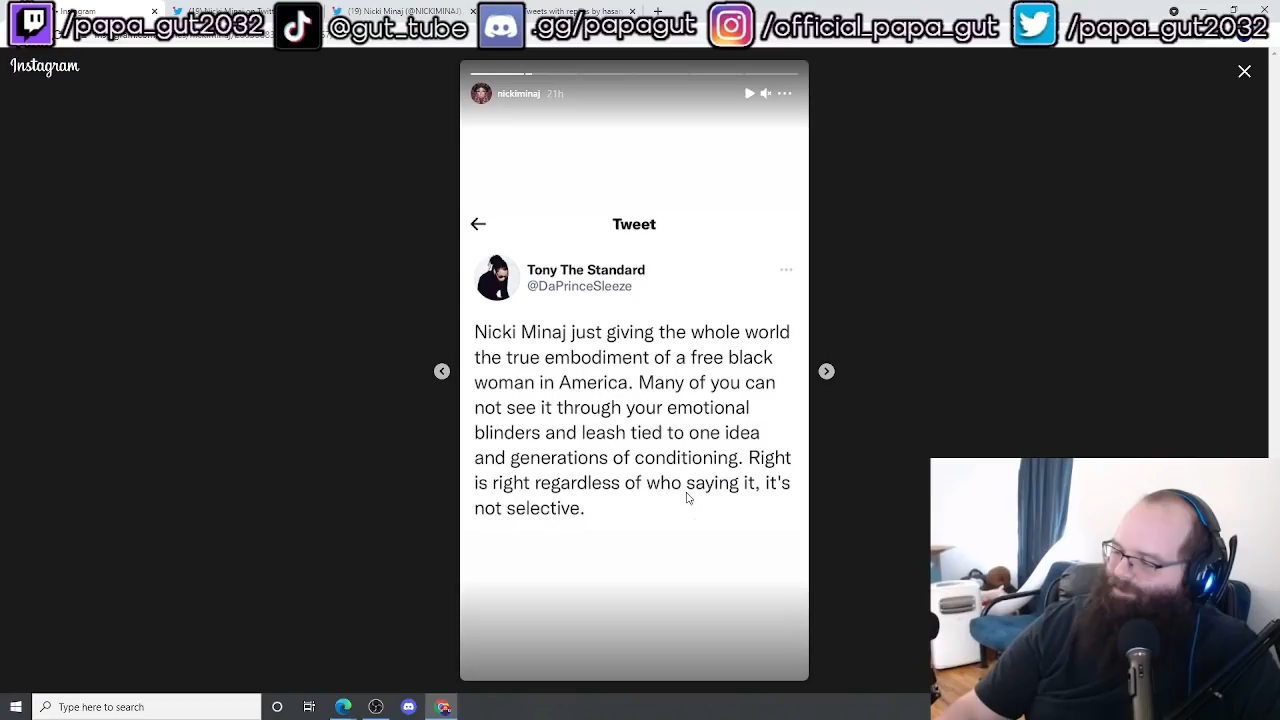 /papa_gut2032
@gut_tube
.gg/papagut
/official_papa_gut
/papa_gut2032
Instagram
nickiminaj 21h
Tweet
Tony The Standard
@DaPrinceSleeze
Nicki Minaj just giving the whole world
the true embodiment of a free black
woman in America. Many of you can
not see it through your emotional
blinders and leash tied to one idea
and generations of conditioning. Right
is right regardless of who saying it, it's
not selective.
Type here to search